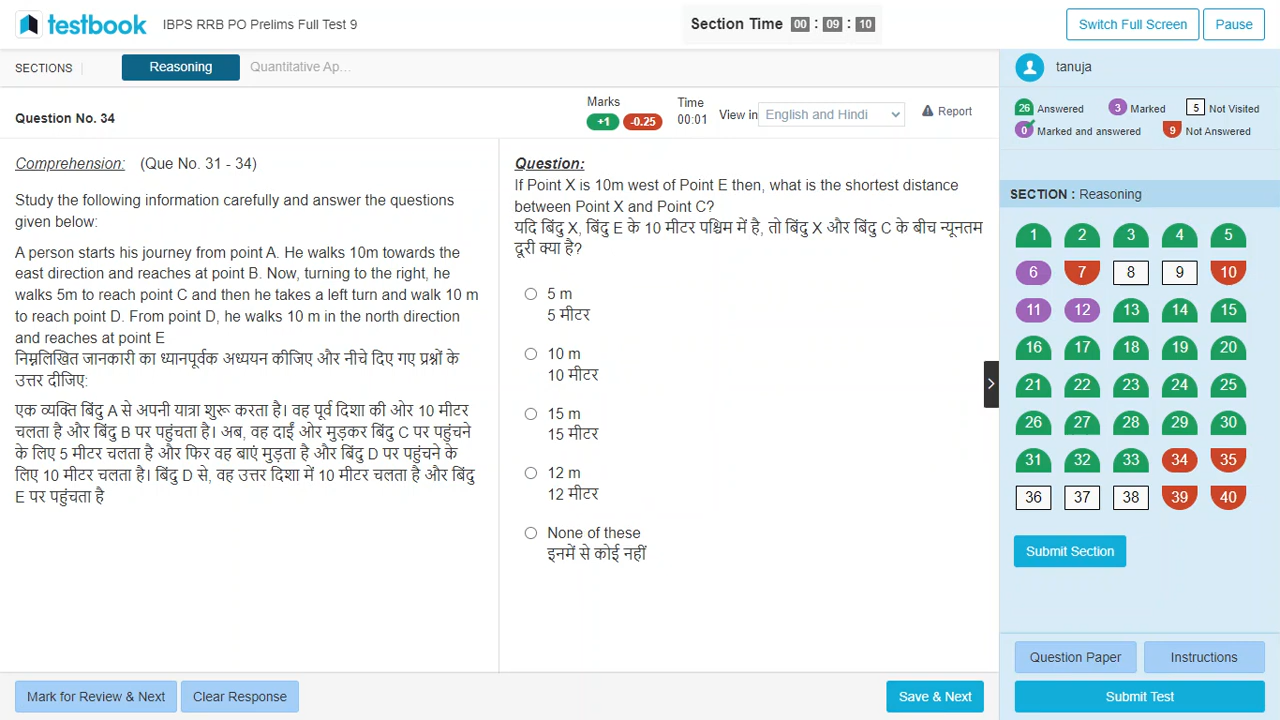 testbook
IBPS RRB PO Prelims Full Test 9
Section Time 00 : 09 : 10
Switch Full Screen
Pause
SECTIONS
Reasoning
Quantitative Ap...
tanuja
Question No. 34
Marks
+1 -0.25
Time
00:01
View in English and Hindi
Report
26 Answered
3 Marked
5 Not Visited
0 Marked and answered
9 Not Answered
Comprehension: (Que No. 31 - 34)
Study the following information carefully and answer the questions
given below:
A person starts his journey from point A. He walks 10m towards the
east direction and reaches at point B. Now, turning to the right, he
walks 5m to reach point C and then he takes a left turn and walk 10 m
to reach point D. From point D, he walks 10 m in the north direction
and reaches at point E
निम्नलिखित जानकारी का ध्यानपूर्वक अध्ययन कीजिए और नीचे दिए गए प्रश्नों के
उत्तर दीजिए:
एक व्यक्ति बिंदु A से अपनी यात्रा शुरू करता है। वह पूर्व दिशा की ओर 10 मीटर
चलता है और बिंदु B पर पहुंचता है। अब, वह दाईं ओर मुड़कर बिंदु C पर पहुंचने
के लिए 5 मीटर चलता है और फिर वह बाएं मुड़ता है और बिंदु D पर पहुंचने के
लिए 10 मीटर चलता है। बिंदु D से, वह उत्तर दिशा में 10 मीटर चलता है और बिंदु
E पर पहुंचता है
Question:
If Point X is 10m west of Point E then, what is the shortest distance
between Point X and Point C?
यदि बिंदु X, बिंदु E के 10 मीटर पश्चिम में है, तो बिंदु X और बिंदु C के बीच न्यूनतम
दूरी क्या है?
5 m
5 मीटर
10 m
10 मीटर
15 m
15 मीटर
12 m
12 मीटर
None of these
इनमें से कोई नहीं
SECTION : Reasoning
1 2 3 4 5
6 7 8 9 10
11 12 13 14 15
16 17 18 19 20
21 22 23 24 25
26 27 28 29 30
31 32 33 34 35
36 37 38 39 40
Submit Section
Question Paper
Instructions
Mark for Review & Next
Clear Response
Save & Next
Submit Test